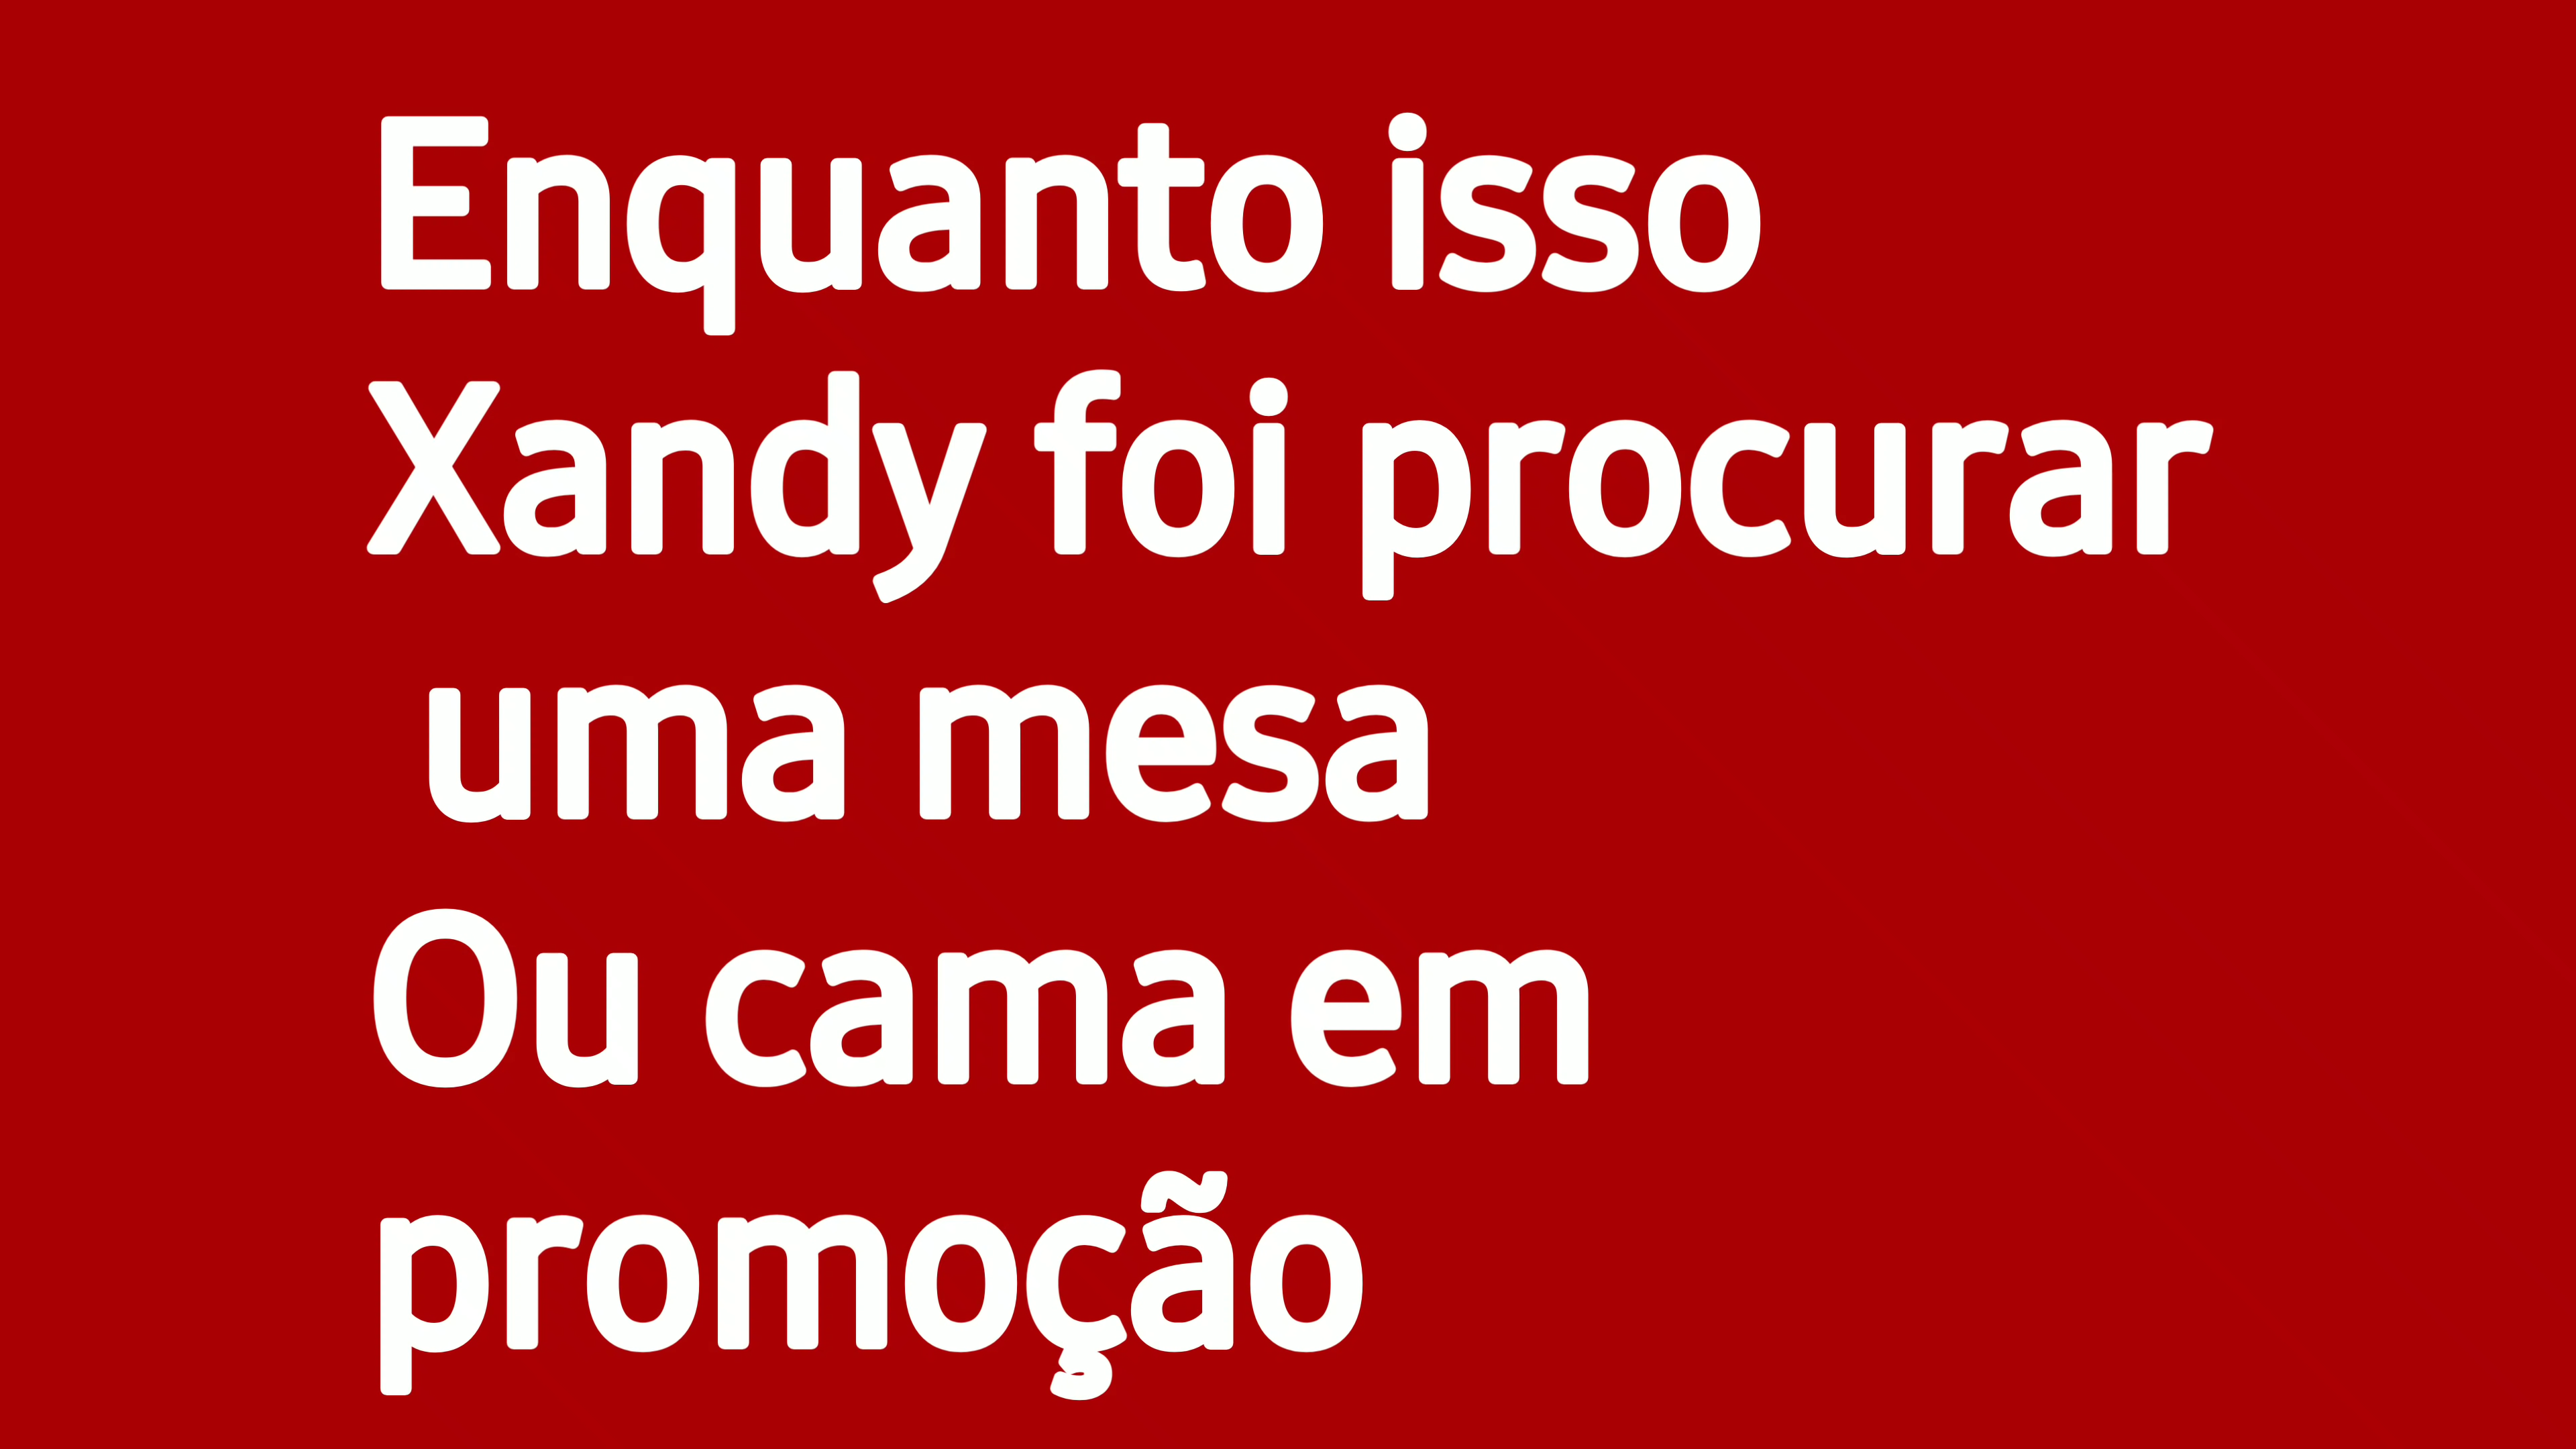 Enquanto isso
Xandy foi procurar
uma mesa
Ou cama em
promoção